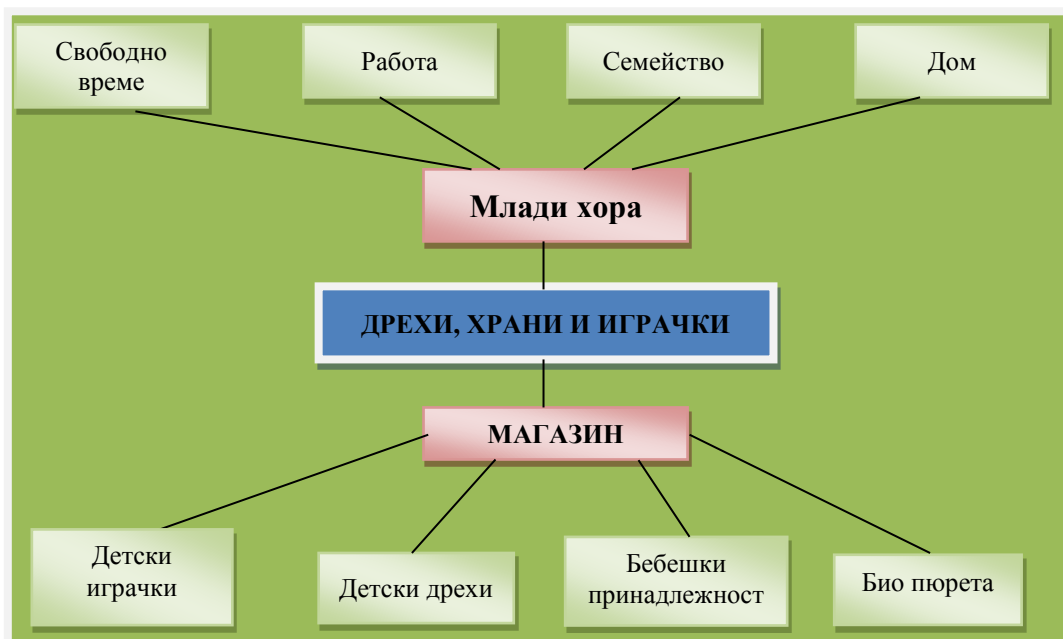 Свободно
време
Работа
Семейство
Дом
Млади хора
ДРЕХИ, ХРАНИ И ИГРАЧКИ
МАГАЗИН
Детски
играчки
Детски дрехи
Бебешки
принадлежност
Био пюрета